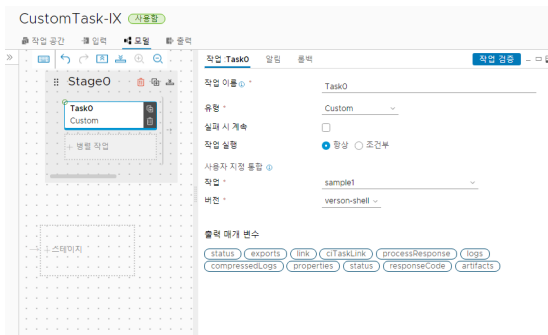 CustomTask-IX 사용함
작업 공간 입력 모델 출력
Stage0
Task0
Custom
+ 병렬 작업
+ 스테이지
작업 :Task0 알림 롤백 작업 검증
작업 이름 * Task0
유형 * Custom
실패 시 계속
작업 실행 항상 조건부
사용자 지정 통합
작업 * sample1
버전 * verson-shell
출력 매개 변수
status exports link ciTaskLink processResponse logs
compressedLogs properties status responseCode artifacts